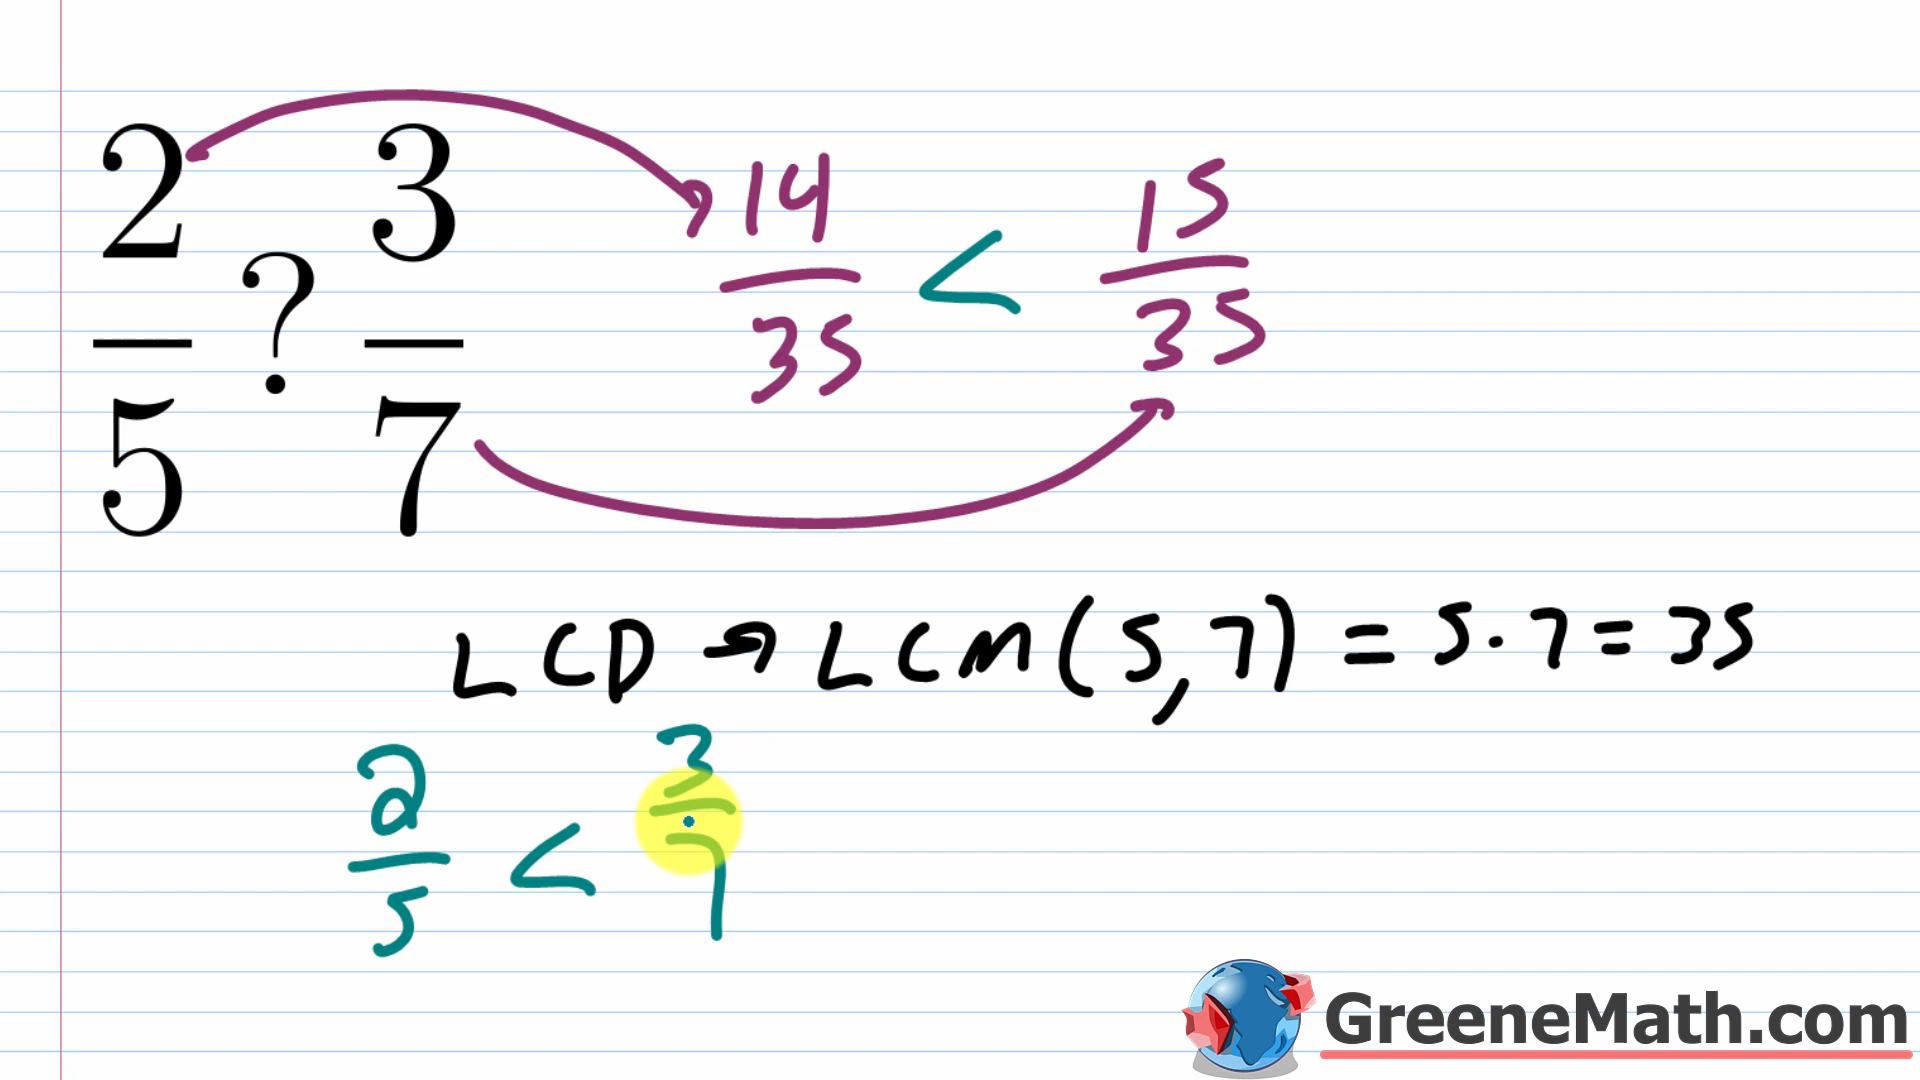 2/5 ? 3/7
14/35 < 15/35
LCD → LCM(5,7) = 5·7 = 35
2/5 < 3/7
GreeneMath.com